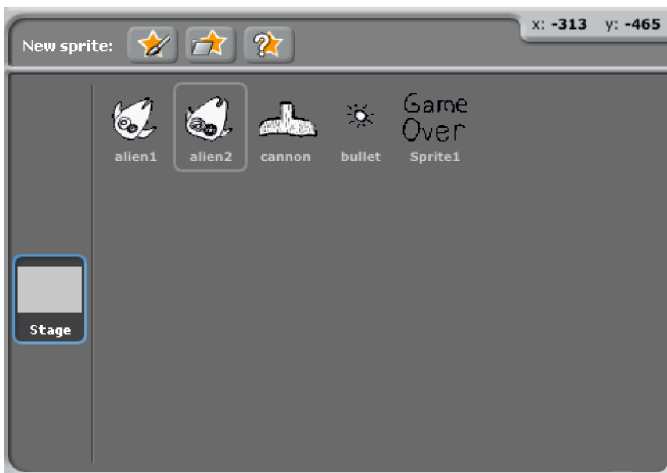 New sprite:
x: -313 y: -465
Game
Over
alien1 alien2 cannon bullet Sprite1
Stage